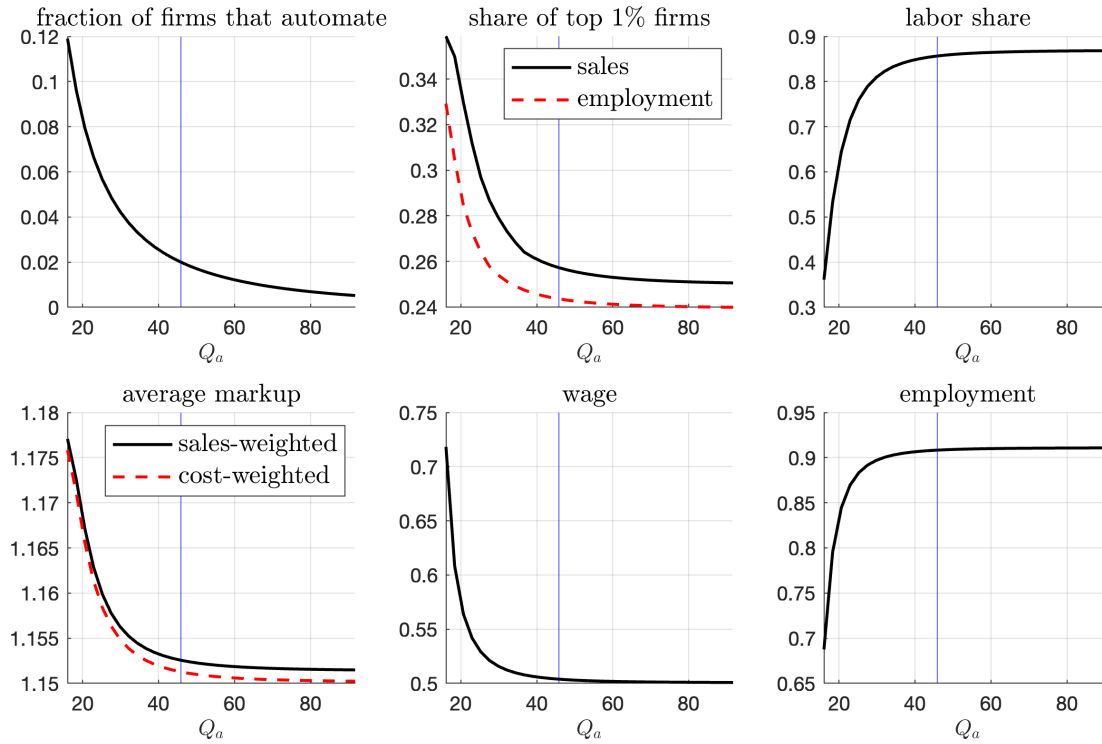 fraction of firms that automate
0.12
0.1
0.08
0.06
0.04
0.02
0
20 40 60 80
Q_a
share of top 1% firms
sales
employment
0.34
0.32
0.3
0.28
0.26
0.24
20 40 60 80
Q_a
labor share
0.9
0.8
0.7
0.6
0.5
0.4
0.3
20 40 60 80
Q_a
average markup
sales-weighted
cost-weighted
1.18
1.175
1.17
1.165
1.16
1.155
1.15
20 40 60 80
Q_a
wage
0.75
0.7
0.65
0.6
0.55
0.5
20 40 60 80
Q_a
employment
0.95
0.9
0.85
0.8
0.75
0.7
0.65
20 40 60 80
Q_a